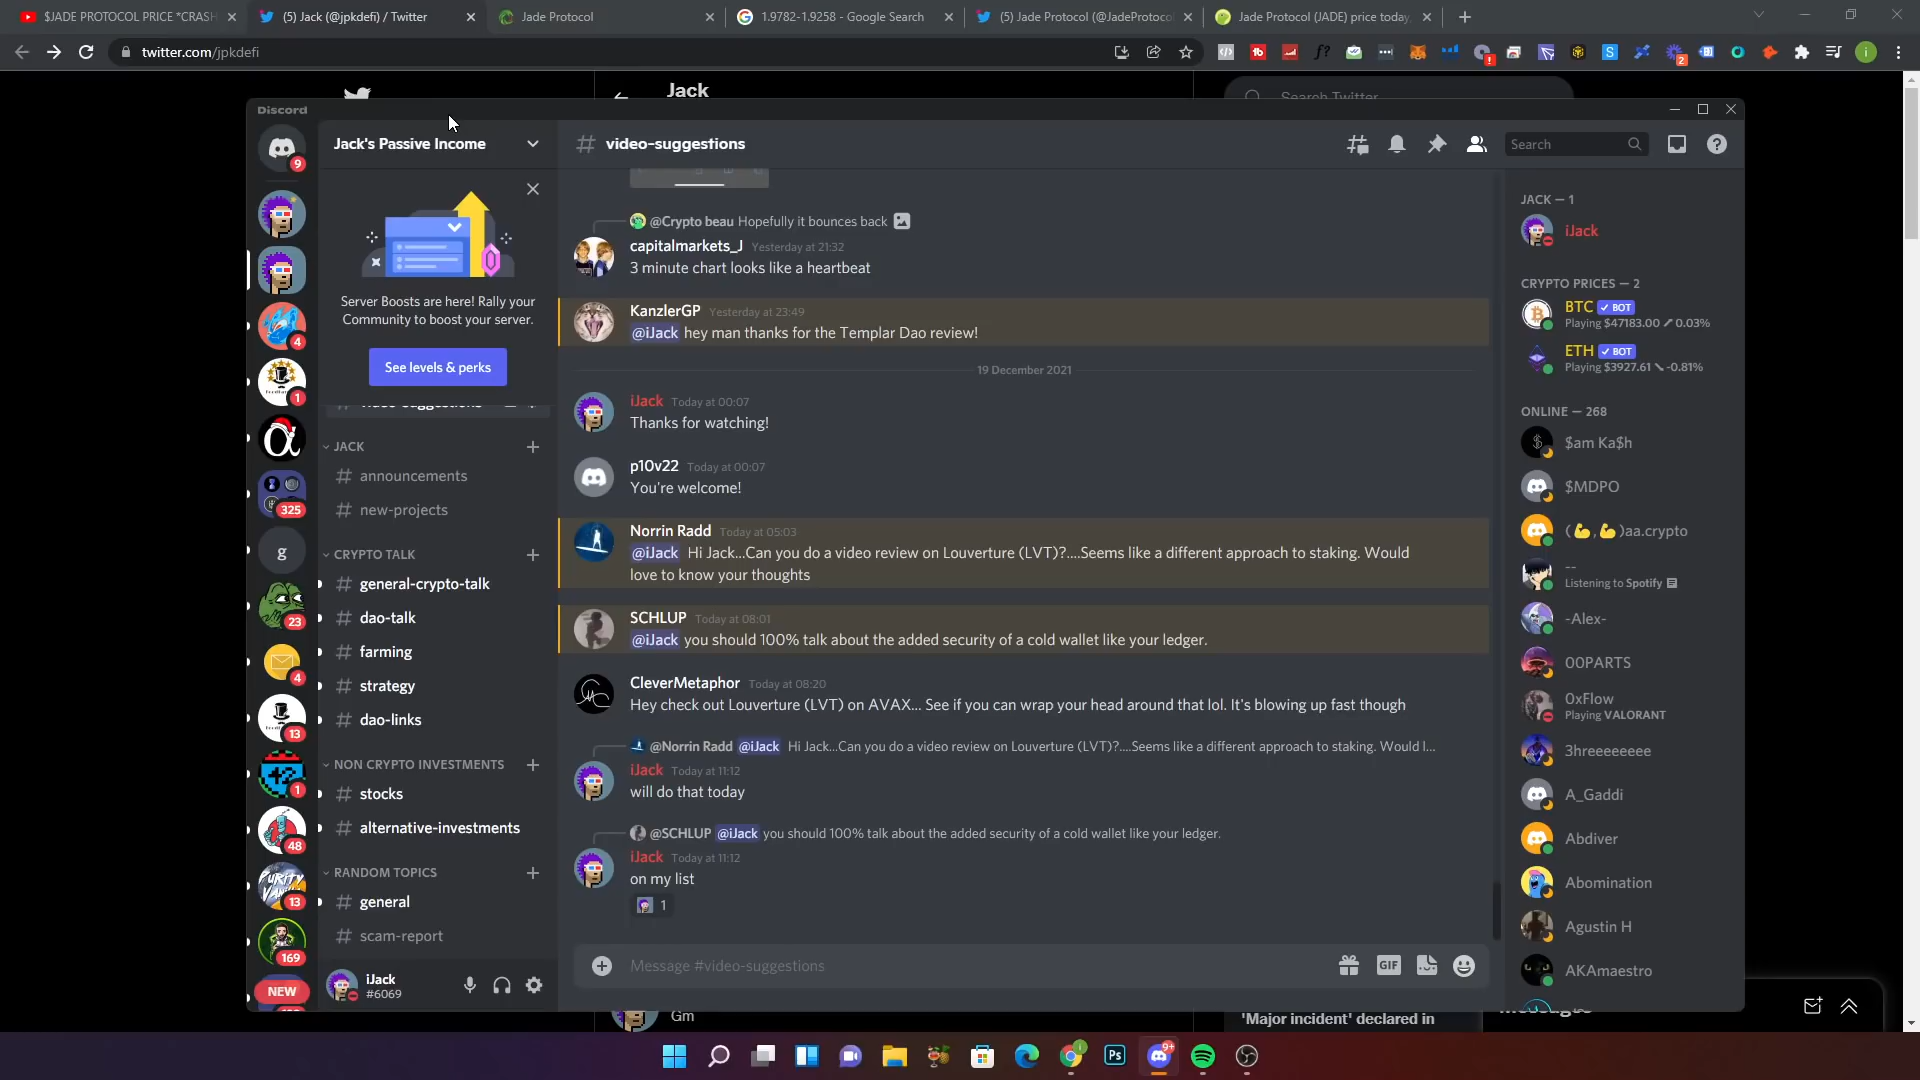 $JADE PROTOCOL PRICE *CRASH
(5) Jack (@jpkdefi) / Twitter
Jade Protocol
1.9782-1.9258 - Google Search
(5) Jade Protocol (@JadeProtoco
Jade Protocol (JADE) price today,
twitter.com/jpkdefi
Jack
Search Twitter
Discord
Jack's Passive Income
video-suggestions
Search
9
Server Boosts are here! Rally your
Community to boost your server.
See levels & perks
JACK
announcements
new-projects
CRYPTO TALK
general-crypto-talk
dao-talk
farming
strategy
dao-links
NON CRYPTO INVESTMENTS
stocks
alternative-investments
RANDOM TOPICS
general
scam-report
iJack
#6069
4
1
325
g
23
4
13
1
48
PURITY
13
169
NEW
@Crypto beau Hopefully it bounces back
capitalmarkets_J Yesterday at 21:32
3 minute chart looks like a heartbeat
KanzlerGP Yesterday at 23:49
@iJack hey man thanks for the Templar Dao review!
19 December 2021
iJack Today at 00:07
Thanks for watching!
p10v22 Today at 00:07
You're welcome!
Norrin Radd Today at 05:03
@iJack Hi Jack...Can you do a video review on Louverture (LVT)?....Seems like a different approach to staking. Would
love to know your thoughts
SCHLUP Today at 08:01
@iJack you should 100% talk about the added security of a cold wallet like your ledger.
CleverMetaphor Today at 08:20
Hey check out Louverture (LVT) on AVAX... See if you can wrap your head around that lol. It's blowing up fast though
@Norrin Radd @iJack Hi Jack...Can you do a video review on Louverture (LVT)?....Seems like a different approach to staking. Would l...
iJack Today at 11:12
will do that today
@SCHLUP @iJack you should 100% talk about the added security of a cold wallet like your ledger.
iJack Today at 11:12
on my list
1
Message #video-suggestions
GIF
JACK — 1
iJack
CRYPTO PRICES — 2
BTC BOT
Playing $47183.00 ↗ 0.03%
ETH BOT
Playing $3927.61 ↘ -0.81%
ONLINE — 268
$am Ka$h
$MDPO
(💪,💪)aa.crypto
--
Listening to Spotify
-Alex-
00PARTS
0xFlow
Playing VALORANT
3hreeeeeeee
A_Gaddi
Abdiver
Abomination
Agustin H
AKAmaestro
Gm
'Major incident' declared in
Ps
9+